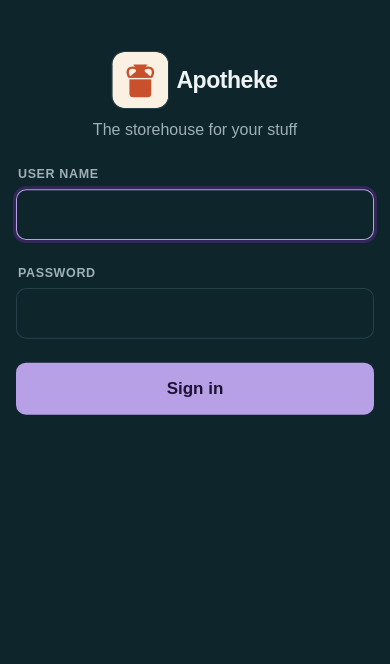 Apotheke
The storehouse for your stuff
USER NAME
PASSWORD
Sign in